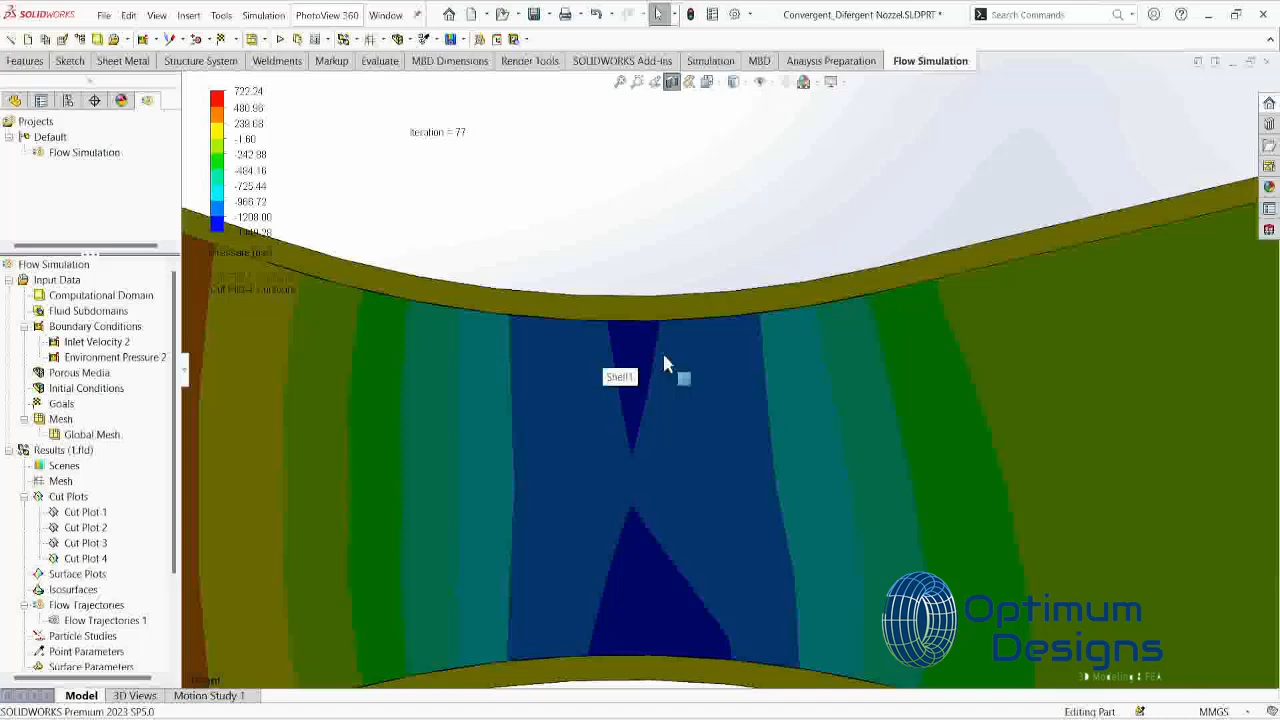 SOLIDWORKS File Edit View Insert Tools Simulation PhotoView 360 Window Convergent_Difergent Nozzel.SLDPRT * Search Commands
Features Sketch Sheet Metal Structure System Weldments Markup Evaluate MBD Dimensions Render Tools SOLIDWORKS Add-ins Simulation MBD Analysis Preparation Flow Simulation
Projects
Default
Flow Simulation
722.24
480.96
239.68
-1.60
-242.88
-484.16
-725.44
-966.72
-1208.00
-1449.28
Iteration = 77
Flow Simulation
Input Data
Computational Domain
Fluid Subdomains
Boundary Conditions
Inlet Velocity 2
Environment Pressure 2
Porous Media
Initial Conditions
Goals
Mesh
Global Mesh
Results (1.fld)
Scenes
Mesh
Cut Plots
Cut Plot 1
Cut Plot 2
Cut Plot 3
Cut Plot 4
Surface Plots
Isosurfaces
Flow Trajectories
Flow Trajectories 1
Particle Studies
Point Parameters
Surface Parameters
Shell1
Optimum
Designs
3D Modeling & FEA
Model 3D Views Motion Study 1
SOLIDWORKS Premium 2023 SP5.0 Editing Part MMGS